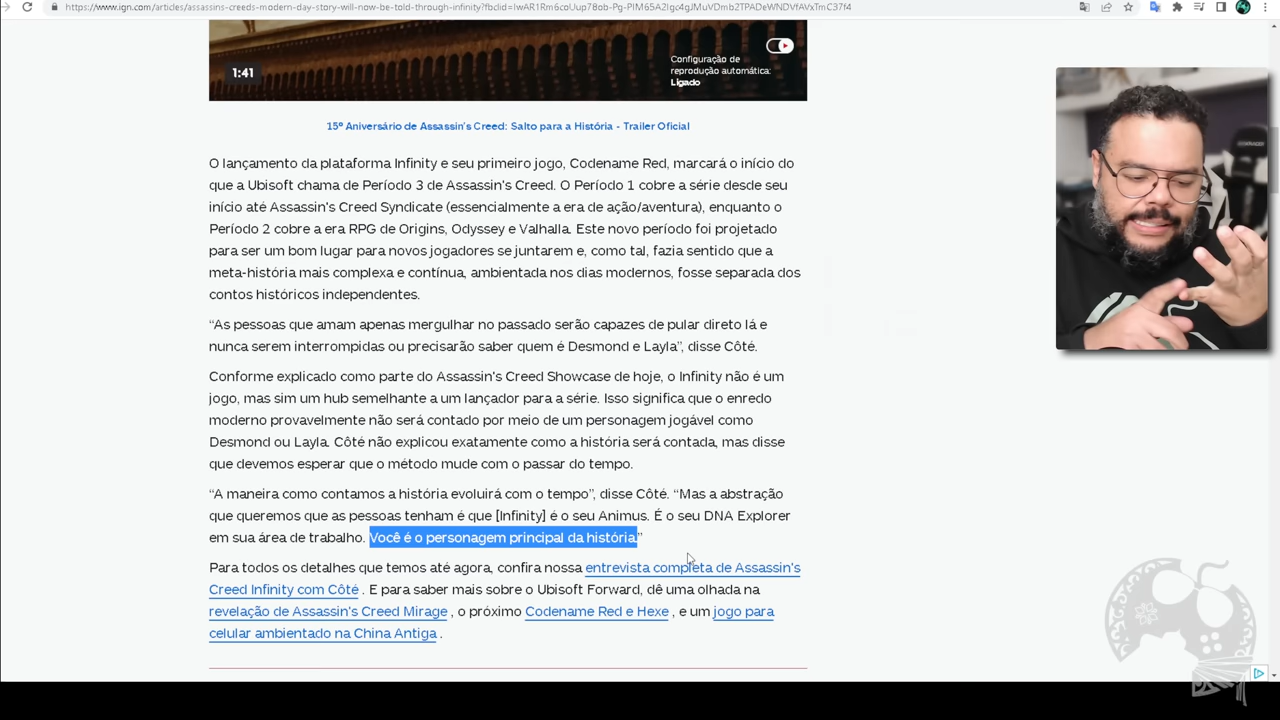 https://www.ign.com/articles/assassins-creeds-modern-day-story-will-now-be-told-through-infinity?fbclid=IwAR1Rm6coUup78ob-Pg-PIM65A2Igc4gJMuVDmb2TPADeWNDVfAVxTmC37f4
1:41
Configuração de
reprodução automática:
Ligado
15º Aniversário de Assassin's Creed: Salto para a História - Trailer Oficial
O lançamento da plataforma Infinity e seu primeiro jogo, Codename Red, marcará o início do
que a Ubisoft chama de Período 3 de Assassin's Creed. O Período 1 cobre a série desde seu
início até Assassin's Creed Syndicate (essencialmente a era de ação/aventura), enquanto o
Período 2 cobre a era RPG de Origins, Odyssey e Valhalla. Este novo período foi projetado
para ser um bom lugar para novos jogadores se juntarem e, como tal, fazia sentido que a
meta-história mais complexa e contínua, ambientada nos dias modernos, fosse separada dos
contos históricos independentes.
“As pessoas que amam apenas mergulhar no passado serão capazes de pular direto lá e
nunca serem interrompidas ou precisarão saber quem é Desmond e Layla”, disse Côté.
Conforme explicado como parte do Assassin's Creed Showcase de hoje, o Infinity não é um
jogo, mas sim um hub semelhante a um lançador para a série. Isso significa que o enredo
moderno provavelmente não será contado por meio de um personagem jogável como
Desmond ou Layla. Côté não explicou exatamente como a história será contada, mas disse
que devemos esperar que o método mude com o passar do tempo.
“A maneira como contamos a história evoluirá com o tempo”, disse Côté. “Mas a abstração
que queremos que as pessoas tenham é que [Infinity] é o seu Animus. É o seu DNA Explorer
em sua área de trabalho. Você é o personagem principal da história.”
Para todos os detalhes que temos até agora, confira nossa entrevista completa de Assassin's
Creed Infinity com Côté . E para saber mais sobre o Ubisoft Forward, dê uma olhada na
revelação de Assassin's Creed Mirage , o próximo Codename Red e Hexe , e um jogo para
celular ambientado na China Antiga .